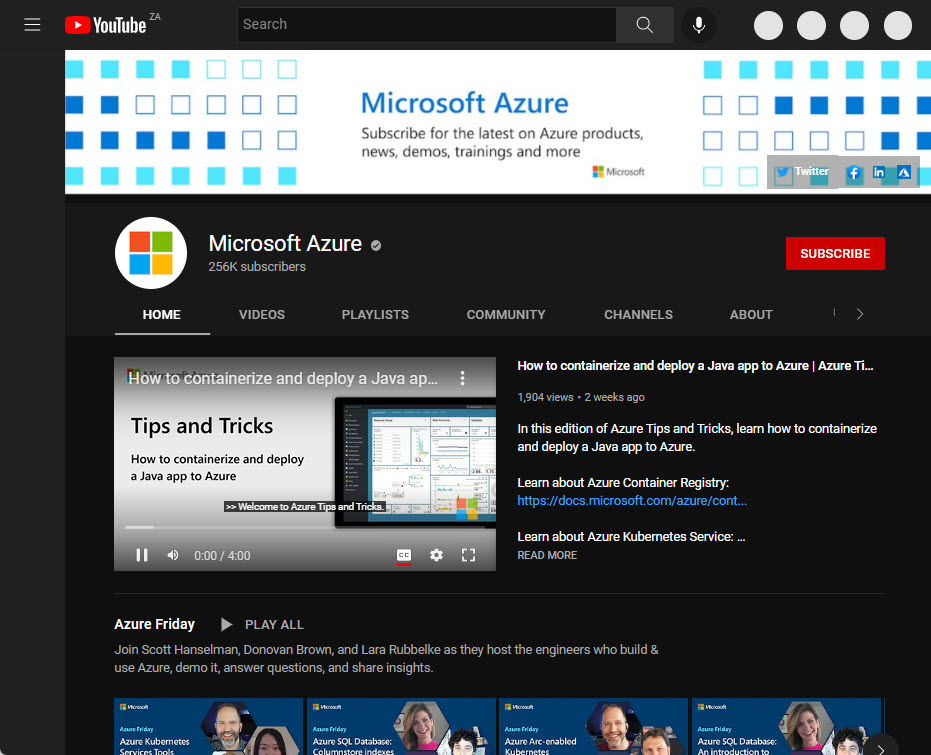 YouTube ZA
Search
Microsoft Azure
Subscribe for the latest on Azure products,
news, demos, trainings and more
Microsoft
Twitter
Microsoft Azure
256K subscribers
SUBSCRIBE
HOME VIDEOS PLAYLISTS COMMUNITY CHANNELS ABOUT
How to containerize and deploy a Java ap...
Tips and Tricks
How to containerize and deploy
a Java app to Azure
>> Welcome to Azure Tips and Tricks.
0:00 / 4:00
CC
How to containerize and deploy a Java app to Azure | Azure Ti...
1,904 views • 2 weeks ago
In this edition of Azure Tips and Tricks, learn how to containerize
and deploy a Java app to Azure.
Learn about Azure Container Registry:
https://docs.microsoft.com/azure/cont...
Learn about Azure Kubernetes Service: ...
READ MORE
Azure Friday
PLAY ALL
Join Scott Hanselman, Donovan Brown, and Lara Rubbelke as they host the engineers who build &
use Azure, demo it, answer questions, and share insights.
Microsoft
Azure Friday
Azure Kubernetes
Services Tools
Microsoft
Azure Friday
Azure SQL Database:
Columnstore indexes
Microsoft
Azure Friday
Azure Arc-enabled
Kubernetes
Microsoft
Azure Friday
Azure SQL Database:
An introduction to